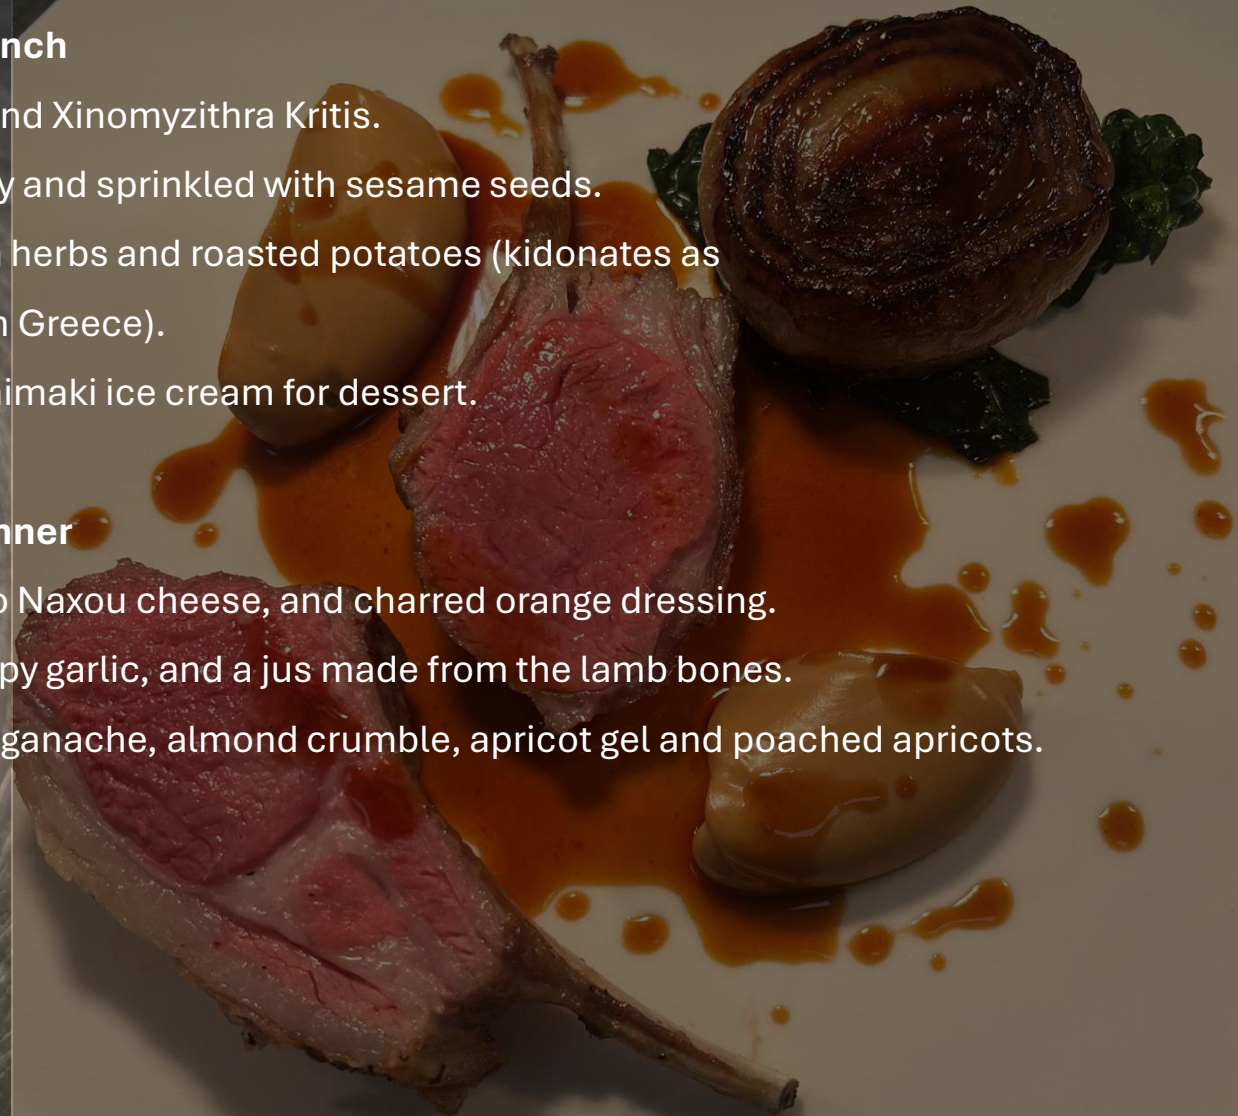 nch
nd Xinomyzithra Kritis.
y and sprinkled with sesame seeds.
herbs and roasted potatoes (kidonates as
n Greece).
imaki ice cream for dessert.
nner
o Naxou cheese, and charred orange dressing.
py garlic, and a jus made from the lamb bones.
ganache, almond crumble, apricot gel and poached apricots.